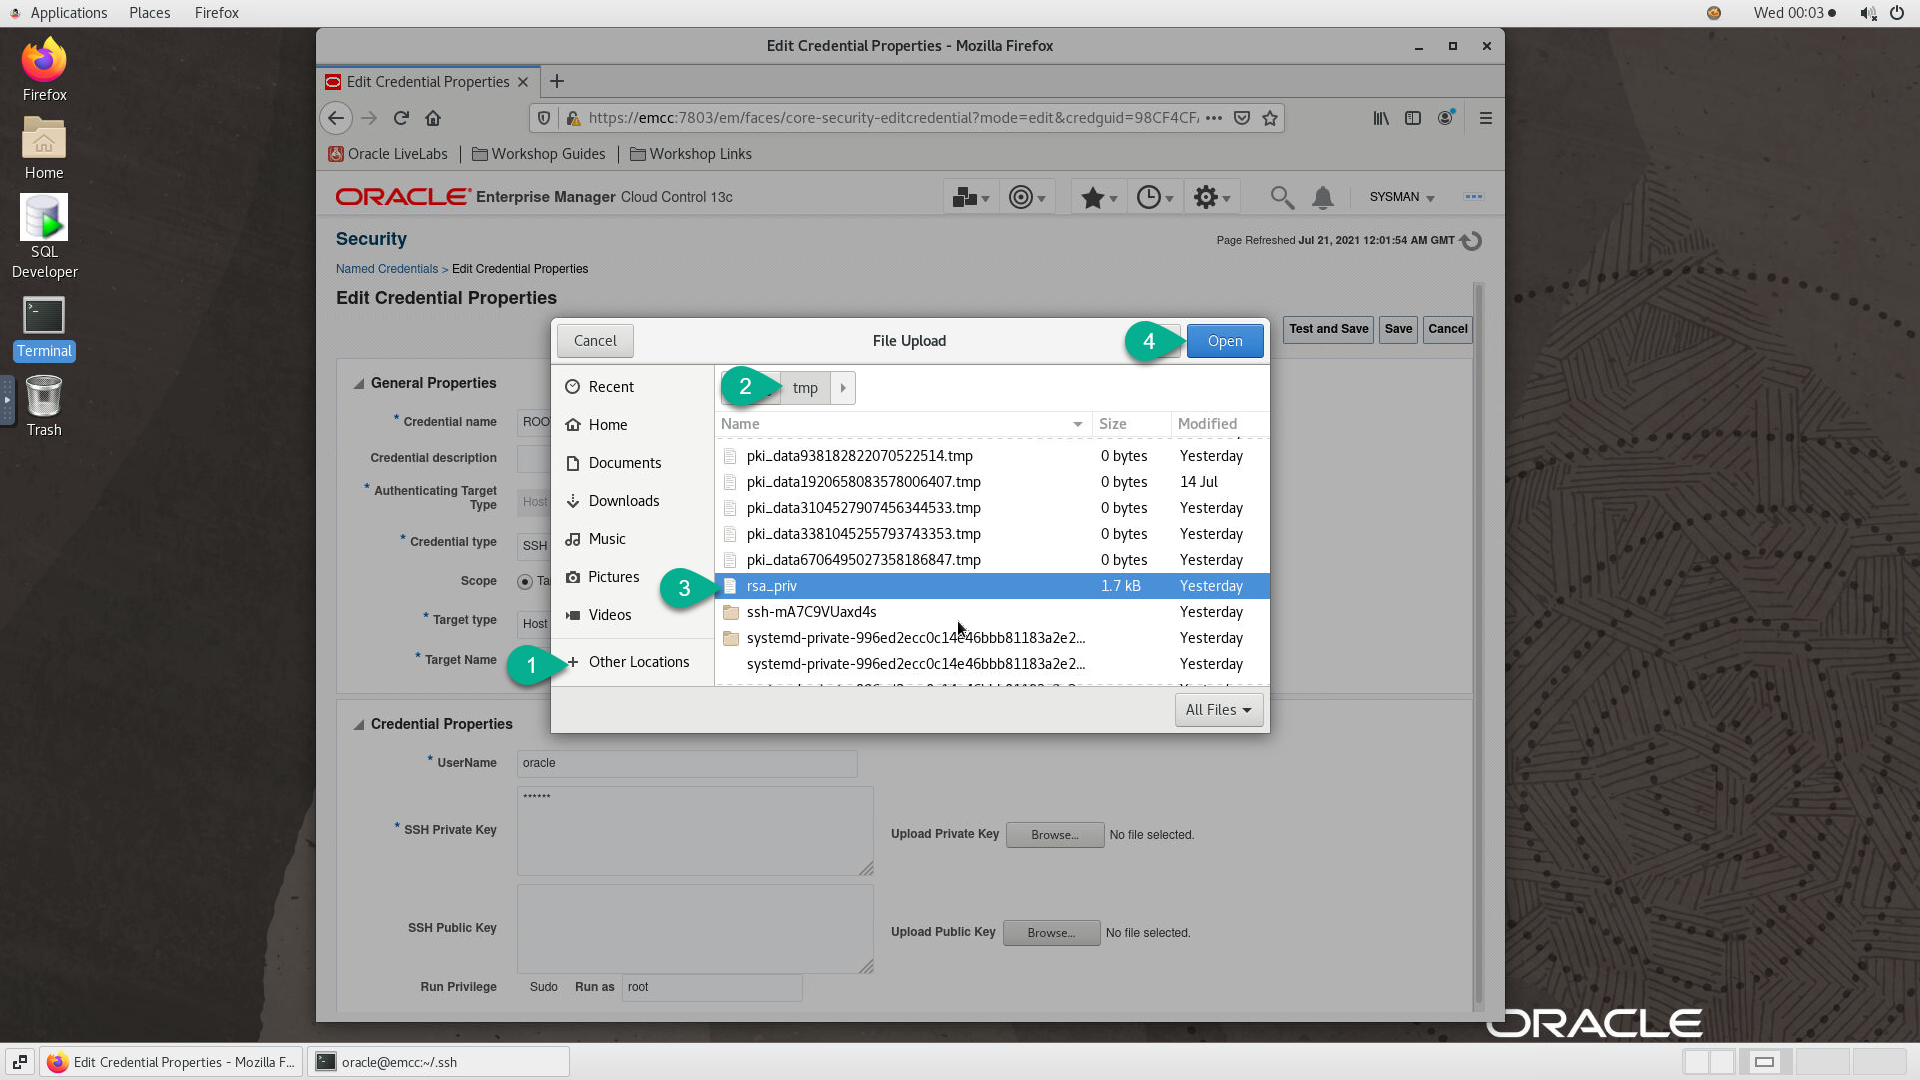 Applications Places Firefox
Wed 00:03
Firefox
Home
SQL
Developer
Terminal
Trash
Edit Credential Properties - Mozilla Firefox
Edit Credential Properties
https://emcc:7803/em/faces/core-security-editcredential?mode=edit&credguid=98CF4CF
Oracle LiveLabs
Workshop Guides
Workshop Links
ORACLE Enterprise Manager Cloud Control 13c
SYSMAN
Security
Page Refreshed Jul 21, 2021 12:01:54 AM GMT
Named Credentials > Edit Credential Properties
Edit Credential Properties
Test and Save
Save
Cancel
General Properties
* Credential name
ROO
Credential description
* Authenticating Target
Type
Host
* Credential type
SSH
Scope
Ta
* Target type
Host
* Target Name
Cancel
File Upload
4
Open
Recent
Home
Documents
Downloads
Music
Pictures
Videos
1
+ Other Locations
2
tmp
Name Size Modified
pki_data938182822070522514.tmp 0 bytes Yesterday
pki_data1920658083578006407.tmp 0 bytes 14 Jul
pki_data3104527907456344533.tmp 0 bytes Yesterday
pki_data3381045255793743353.tmp 0 bytes Yesterday
pki_data6706495027358186847.tmp 0 bytes Yesterday
3
rsa_priv 1.7 kB Yesterday
ssh-mA7C9VUaxd4s Yesterday
systemd-private-996ed2ecc0c14e46bbb81183a2e2... Yesterday
systemd-private-996ed2ecc0c14e46bbb81183a2e2... Yesterday
All Files
Credential Properties
* UserName
oracle
* SSH Private Key
******
Upload Private Key
Browse...
No file selected.
SSH Public Key
Upload Public Key
Browse...
No file selected.
Run Privilege
Sudo
Run as
root
ORACLE
Edit Credential Properties - Mozilla F...
oracle@emcc:~/.ssh